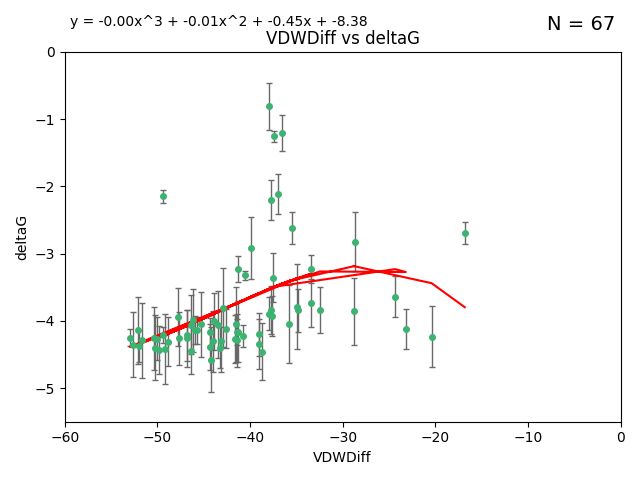 y = -0.00x^3 + -0.01x^2 + -0.45x + -8.38
N = 67
VDWDiff vs deltaG
0
−1
−2
−3
−4
−5
deltaG
−60 −50 −40 −30 −20 −10 0
VDWDiff